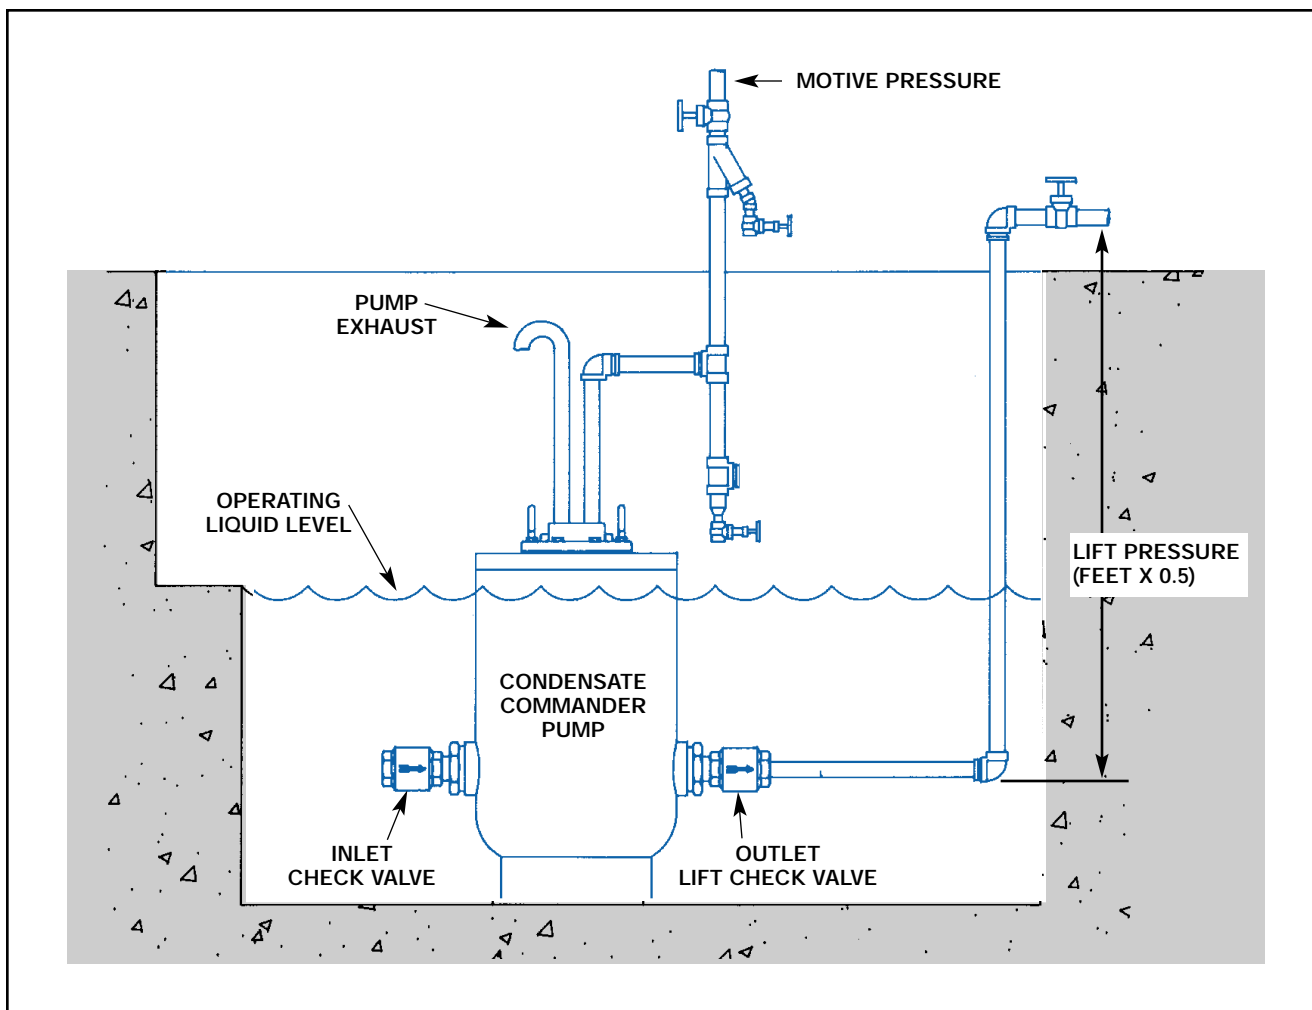 MOTIVE PRESSURE
PUMP
EXHAUST
OPERATING
LIQUID LEVEL
LIFT PRESSURE
(FEET X 0.5)
CONDENSATE
COMMANDER
PUMP
INLET
CHECK VALVE
OUTLET
LIFT CHECK VALVE